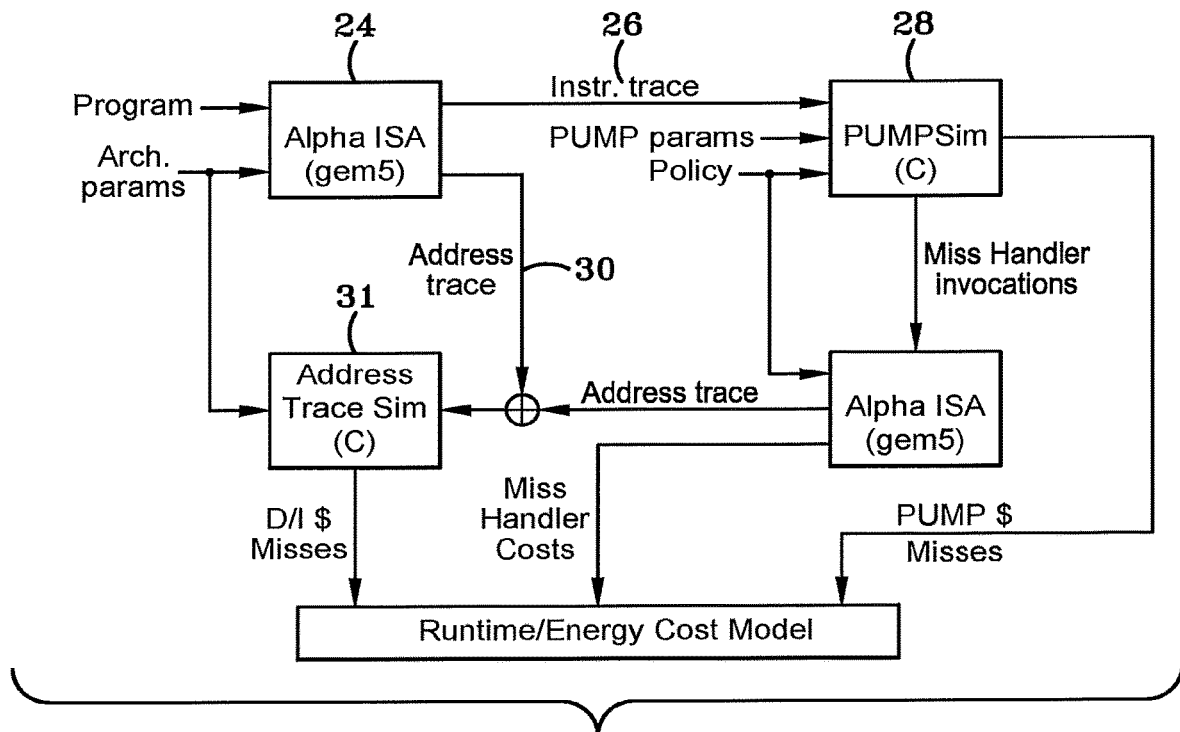 24
26
28
Program
Arch.
params
Alpha ISA
(gem5)
Instr. trace
PUMP params
Policy
PUMPSim
(C)
Address
trace
30
Miss Handler
invocations
31
Address
Trace Sim
(C)
Address trace
Alpha ISA
(gem5)
D/I $
Misses
Miss
Handler
Costs
PUMP $
Misses
Runtime/Energy Cost Model